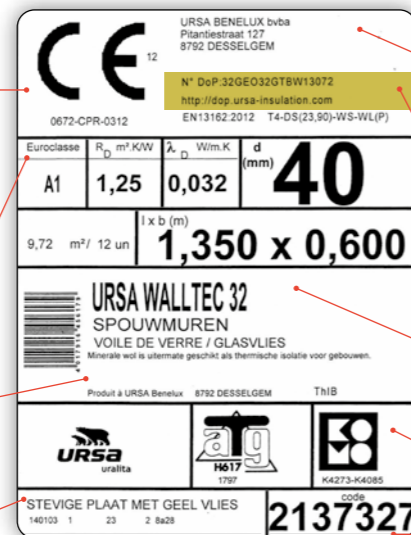 CE
12
0672-CPR-0312
URSA BENELUX bvba
Pitantiestraat 127
8792 DESSELGEM
N° DoP:32GEO32GTBW13072
http://dop.ursa-insulation.com
EN13162:2012 T4-DS(23,90)-WS-WL(P)
Euroclasse
A1
R D m².K/W
1,25
λ D W/m.K
0,032
d (mm)
40
9,72 m²/ 12 un
l x b (m)
1,350 x 0,600
URSA WALLTEC 32
SPOUWMUREN
VOILE DE VERRE / GLASVLIES
Minerale wol is uitermate geschikt als thermische isolatie voor gebouwen.
Produit à URSA Benelux 8792 DESSELGEM ThIB
URSA
uralita
atg
H617
1797
K4273-K4085
STEVIGE PLAAT MET GEEL VLIES
140103 1 23 2 8a28
code
2137327